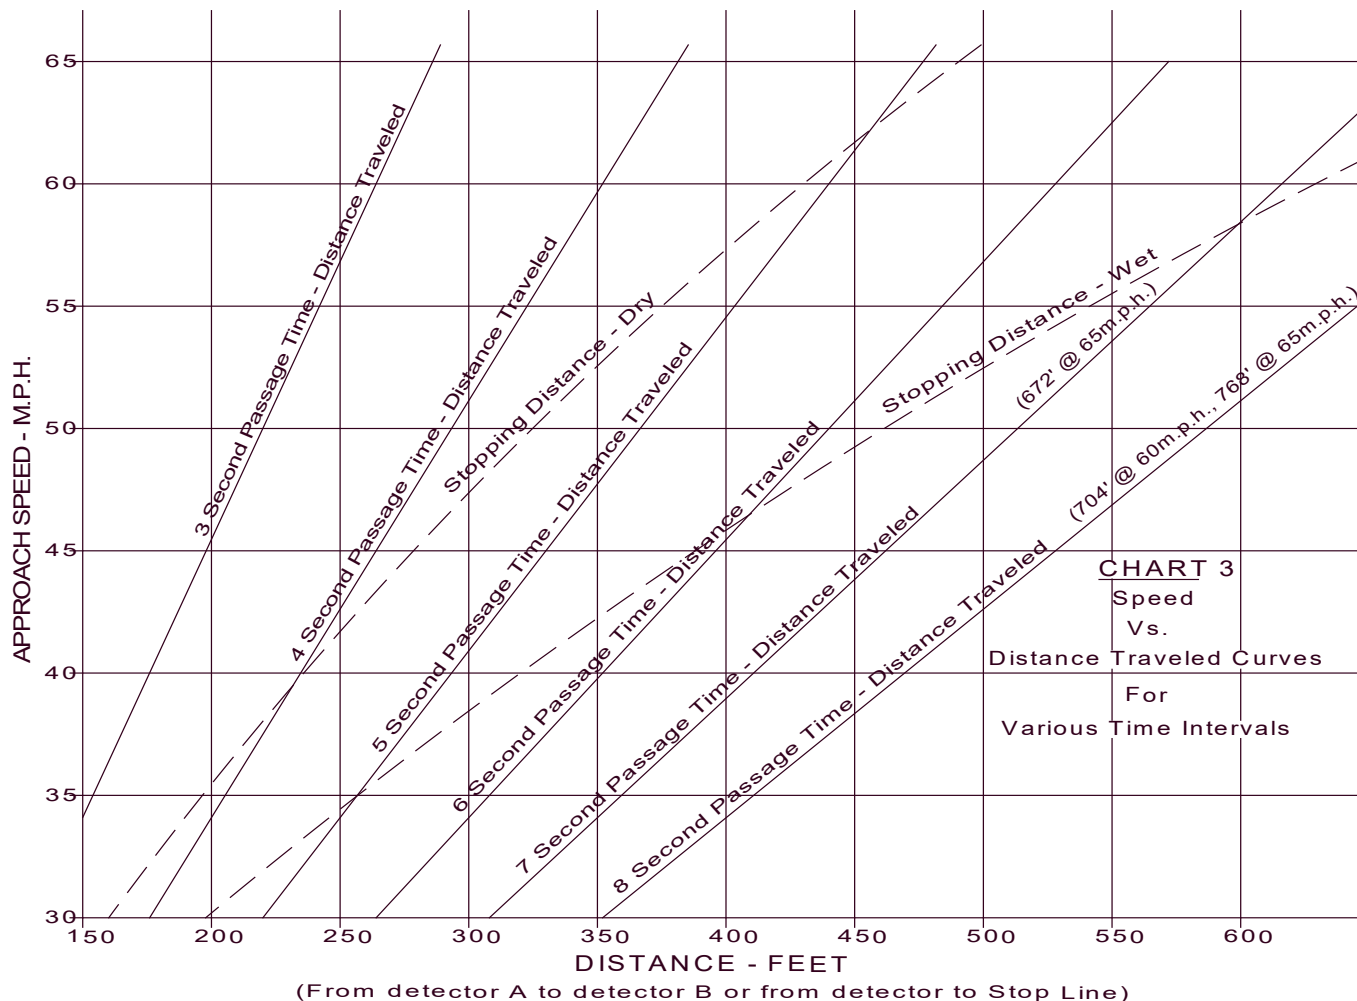 65
60
55
50
45
40
35
30
APPROACH SPEED - M.P.H.
3 Second Passage Time - Distance Traveled
4 Second Passage Time - Distance Traveled
Stopping Distance - Dry
5 Second Passage Time - Distance Traveled
6 Second Passage Time - Distance Traveled
Stopping Distance - Wet
7 Second Passage Time - Distance Traveled
(672' @ 65m.p.h.)
8 Second Passage Time - Distance Traveled
(704' @ 60m.p.h., 768' @ 65m.p.h.)
CHART 3
Speed
Vs.
Distance Traveled Curves
For
Various Time Intervals
150 200 250 300 350 400 450 500 550 600
DISTANCE - FEET
(From detector A to detector B or from detector to Stop Line)